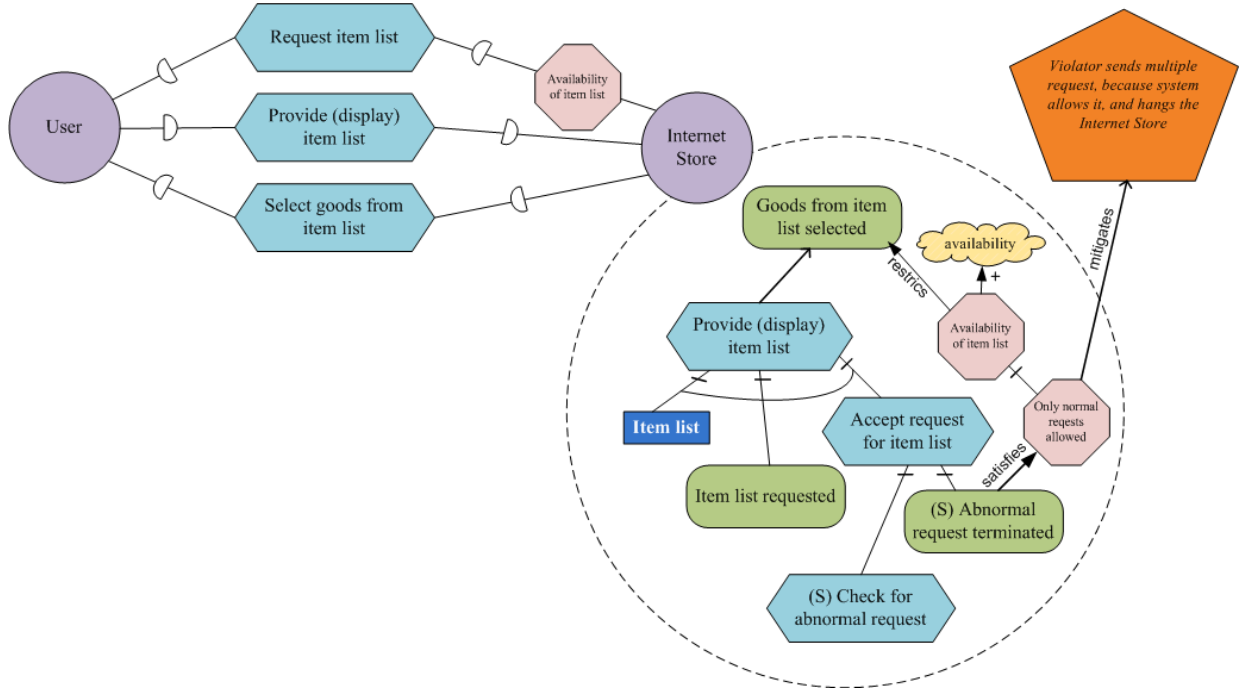 Request item list
Availability
of item list
Violator sends multiple
request, because system
allows it, and hangs the
Internet Store
User
Provide (display)
item list
Internet
Store
Select goods from
item list
Goods from item
list selected
availability
mitigates
restrics
+
Provide (display)
item list
Availability
of item list
Item list
Accept request
for item list
Only normal
reqests
allowed
satisfies
Item list requested
(S) Abnormal
request terminated
(S) Check for
abnormal request